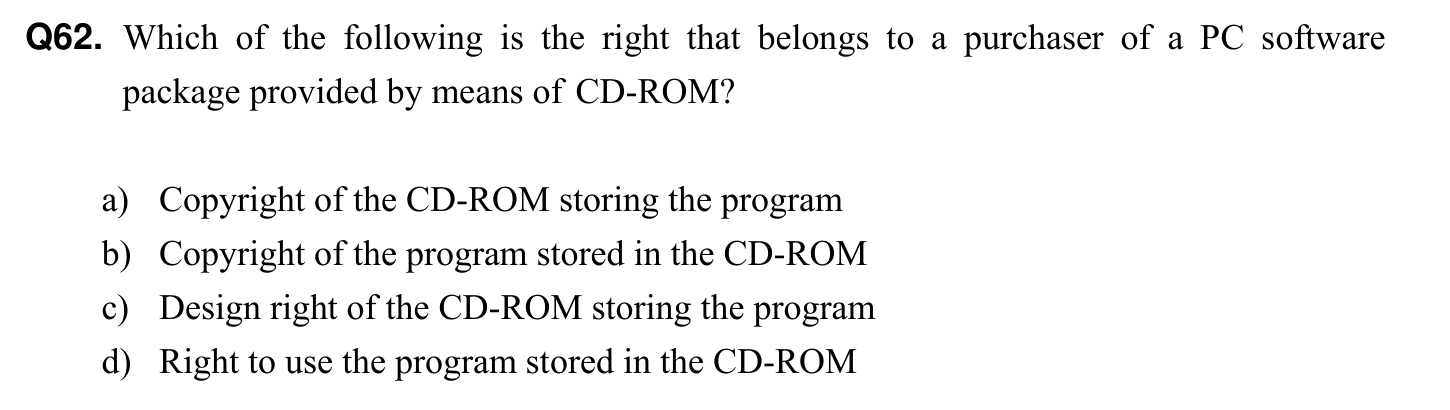 Q62. Which of the following is the right that belongs to a purchaser of a PC software
package provided by means of CD-ROM?
a) Copyright of the CD-ROM storing the program
b) Copyright of the program stored in the CD-ROM
c) Design right of the CD-ROM storing the program
d) Right to use the program stored in the CD-ROM